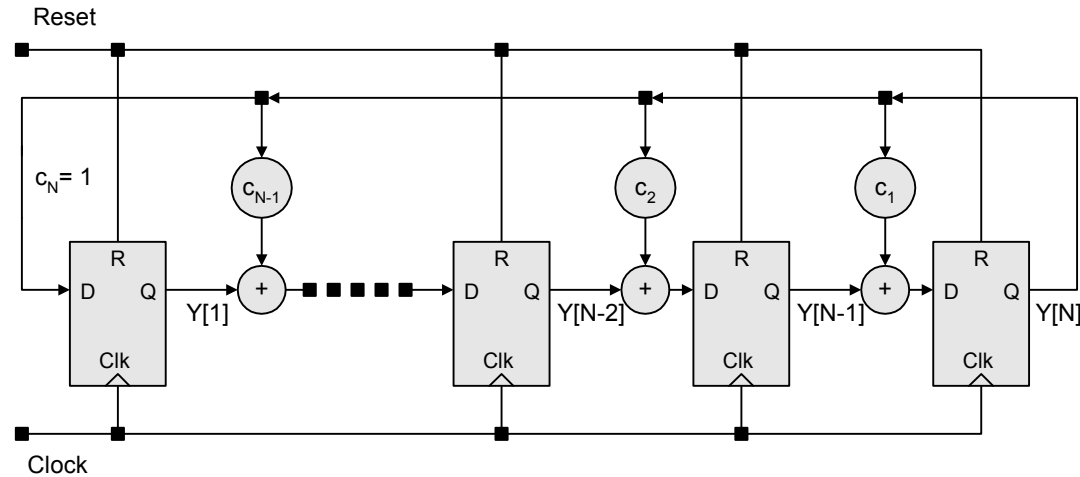 Reset
c_N= 1
c_{N-1}
c_2
c_1
R
R
R
R
D
Q
+
D
Q
+
D
Q
+
D
Q
Y[1]
Y[N-2]
Y[N-1]
Y[N]
Clk
Clk
Clk
Clk
Clock